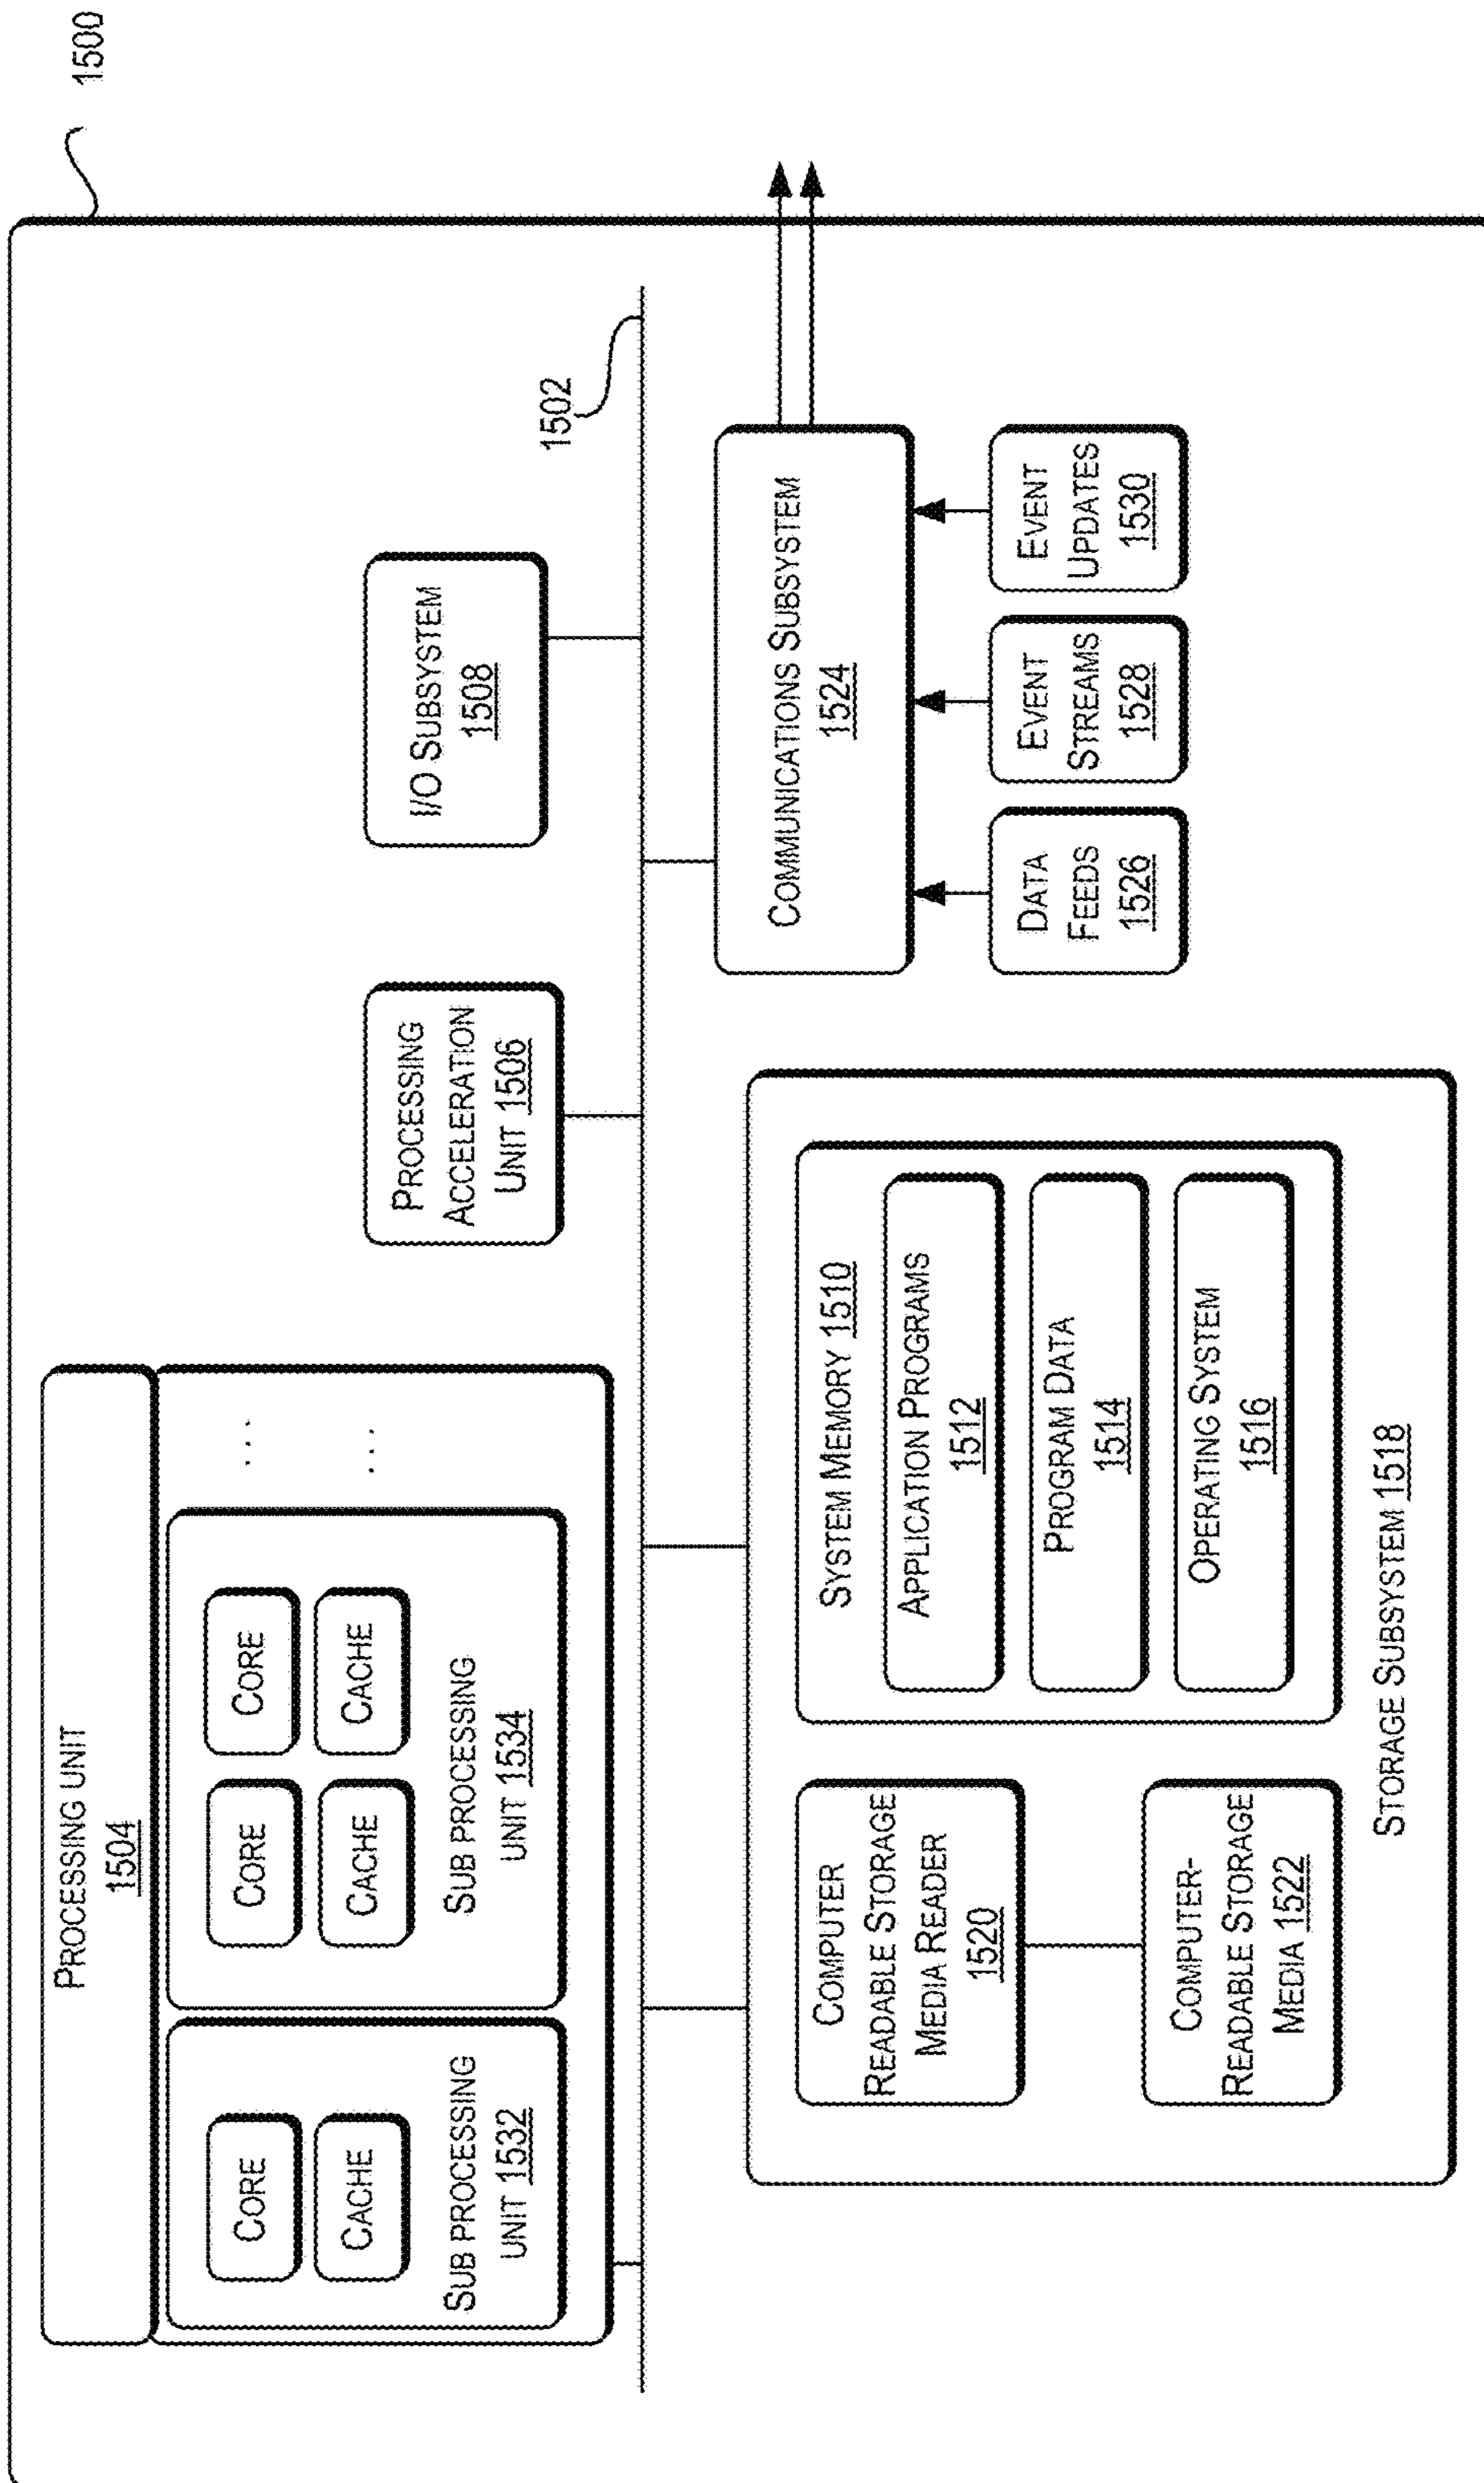 1500
PROCESSING UNIT
1504
CORE
CACHE
SUB PROCESSING
UNIT 1532
CORE
CORE
CACHE
CACHE
SUB PROCESSING
UNIT 1534
. . .
. . .
PROCESSING
ACCELERATION
UNIT 1506
I/O SUBSYSTEM
1508
1502
COMPUTER
READABLE STORAGE
MEDIA READER
1520
COMPUTER-
READABLE STORAGE
MEDIA 1522
SYSTEM MEMORY 1510
APPLICATION PROGRAMS
1512
PROGRAM DATA
1514
OPERATING SYSTEM
1516
STORAGE SUBSYSTEM 1518
COMMUNICATIONS SUBSYSTEM
1524
DATA
FEEDS
1526
EVENT
STREAMS
1528
EVENT
UPDATES
1530